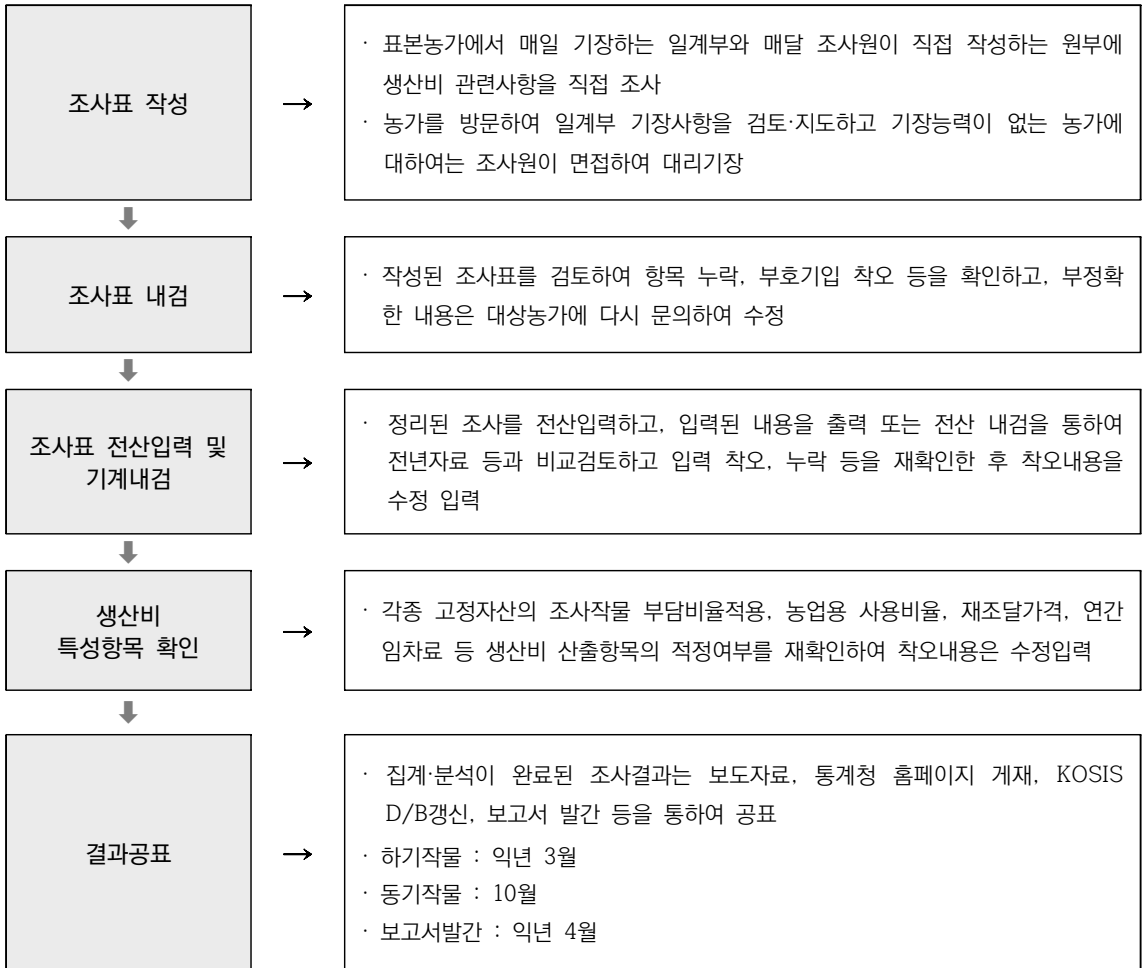 조사표 작성
→
· 표본농가에서 매일 기장하는 일계부와 매달 조사원이 직접 작성하는 원부에
생산비 관련사항을 직접 조사
· 농가를 방문하여 일계부 기장사항을 검토·지도하고 기장능력이 없는 농가에
대하여는 조사원이 면접하여 대리기장
조사표 내검
→
· 작성된 조사표를 검토하여 항목 누락, 부호기입 착오 등을 확인하고, 부정확
한 내용은 대상농가에 다시 문의하여 수정
조사표 전산입력 및
기계내검
→
· 정리된 조사를 전산입력하고, 입력된 내용을 출력 또는 전산 내검을 통하여
전년자료 등과 비교검토하고 입력 착오, 누락 등을 재확인한 후 착오내용을
수정 입력
생산비
특성항목 확인
→
· 각종 고정자산의 조사작물 부담비율적용, 농업용 사용비율, 재조달가격, 연간
임차료 등 생산비 산출항목의 적정여부를 재확인하여 착오내용은 수정입력
결과공표
→
· 집계·분석이 완료된 조사결과는 보도자료, 통계청 홈페이지 게재, KOSIS
D/B갱신, 보고서 발간 등을 통하여 공표
· 하기작물 : 익년 3월
· 동기작물 : 10월
· 보고서발간 : 익년 4월